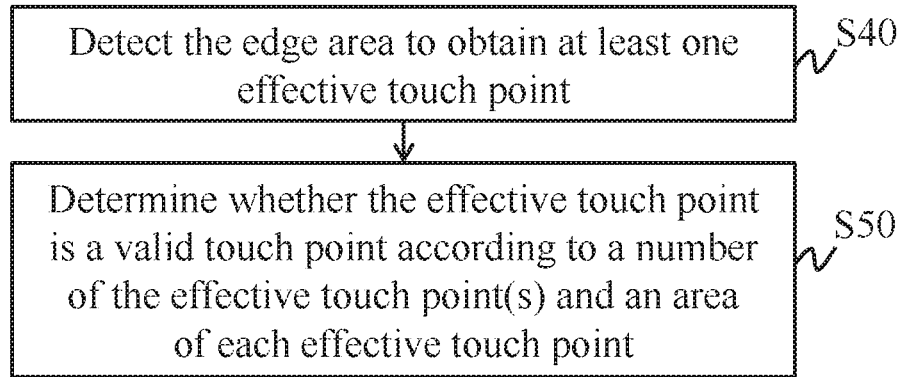 Detect the edge area to obtain at least one
effective touch point
S40
Determine whether the effective touch point
is a valid touch point according to a number
of the effective touch point(s) and an area
of each effective touch point
S50